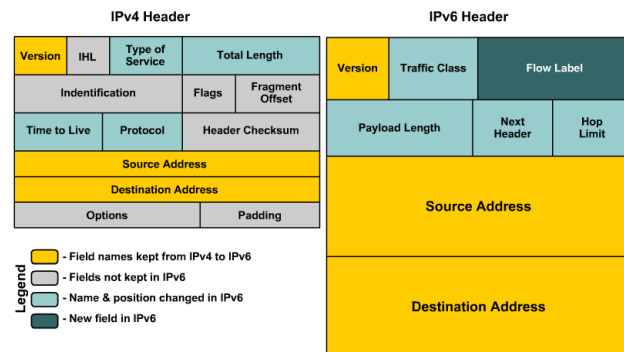 IPv4 Header
Version IHL Type of Service Total Length
Indentification Flags Fragment Offset
Time to Live Protocol Header Checksum
Source Address
Destination Address
Options Padding
Legend
- Field names kept from IPv4 to IPv6
- Fields not kept in IPv6
- Name & position changed in IPv6
- New field in IPv6
IPv6 Header
Version Traffic Class Flow Label
Payload Length Next Header Hop Limit
Source Address
Destination Address